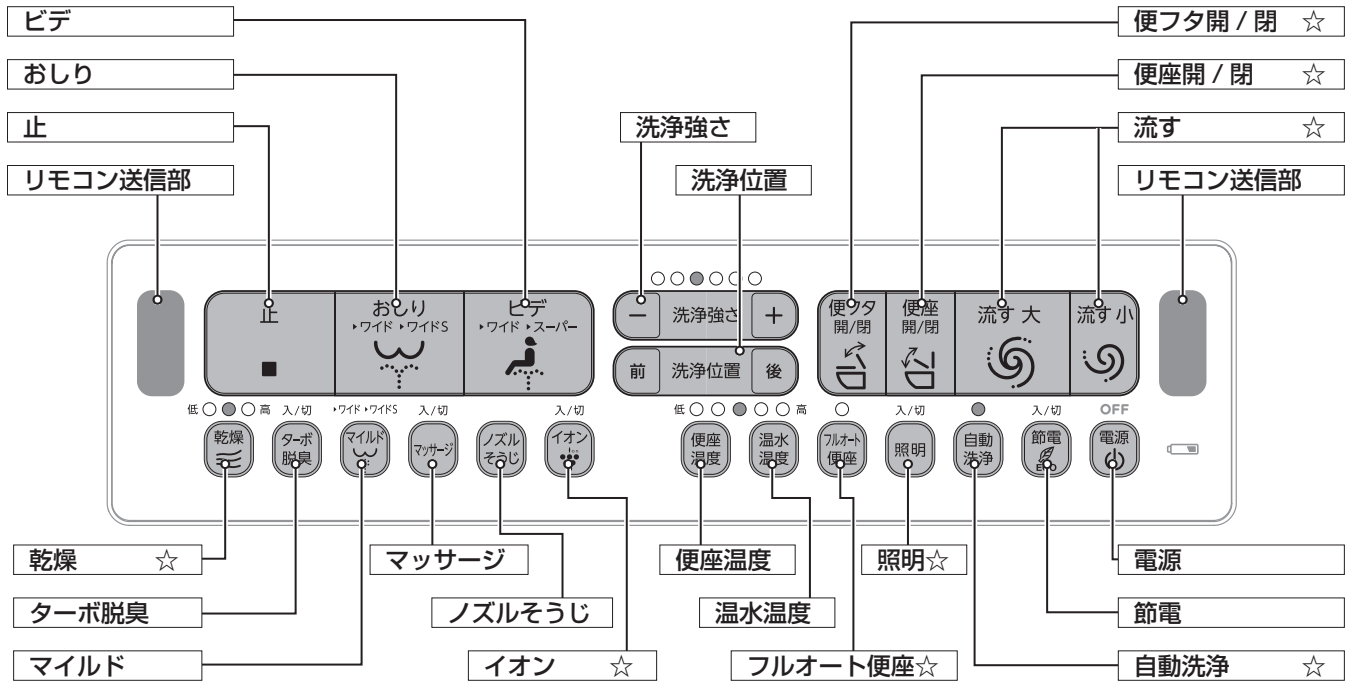 ビデ
便フタ開 / 閉 ☆
おしり
便座開 / 閉 ☆
止
洗浄強さ
流す ☆
リモコン送信部
洗浄位置
リモコン送信部
止
おしり
▸ワイド ▸ワイドS
ビデ
▸ワイド ▸スーパー
− 洗浄強さ +
前 洗浄位置 後
便フタ
開/閉
便座
開/閉
流す 大
流す 小
低 高
乾燥
入/切
ターボ
脱臭
▸ワイド ▸ワイドS
マイルド
入/切
マッサージ
ノズル
そうじ
入/切
イオン
Ion
低 高
便座
温度
温水
温度
フルオート
便座
入/切
照明
自動
洗浄
入/切
節電
ECO
OFF
電源
乾燥 ☆
マッサージ
便座温度
照明☆
電源
ターボ脱臭
ノズルそうじ
温水温度
節電
マイルド
イオン ☆
フルオート便座☆
自動洗浄 ☆